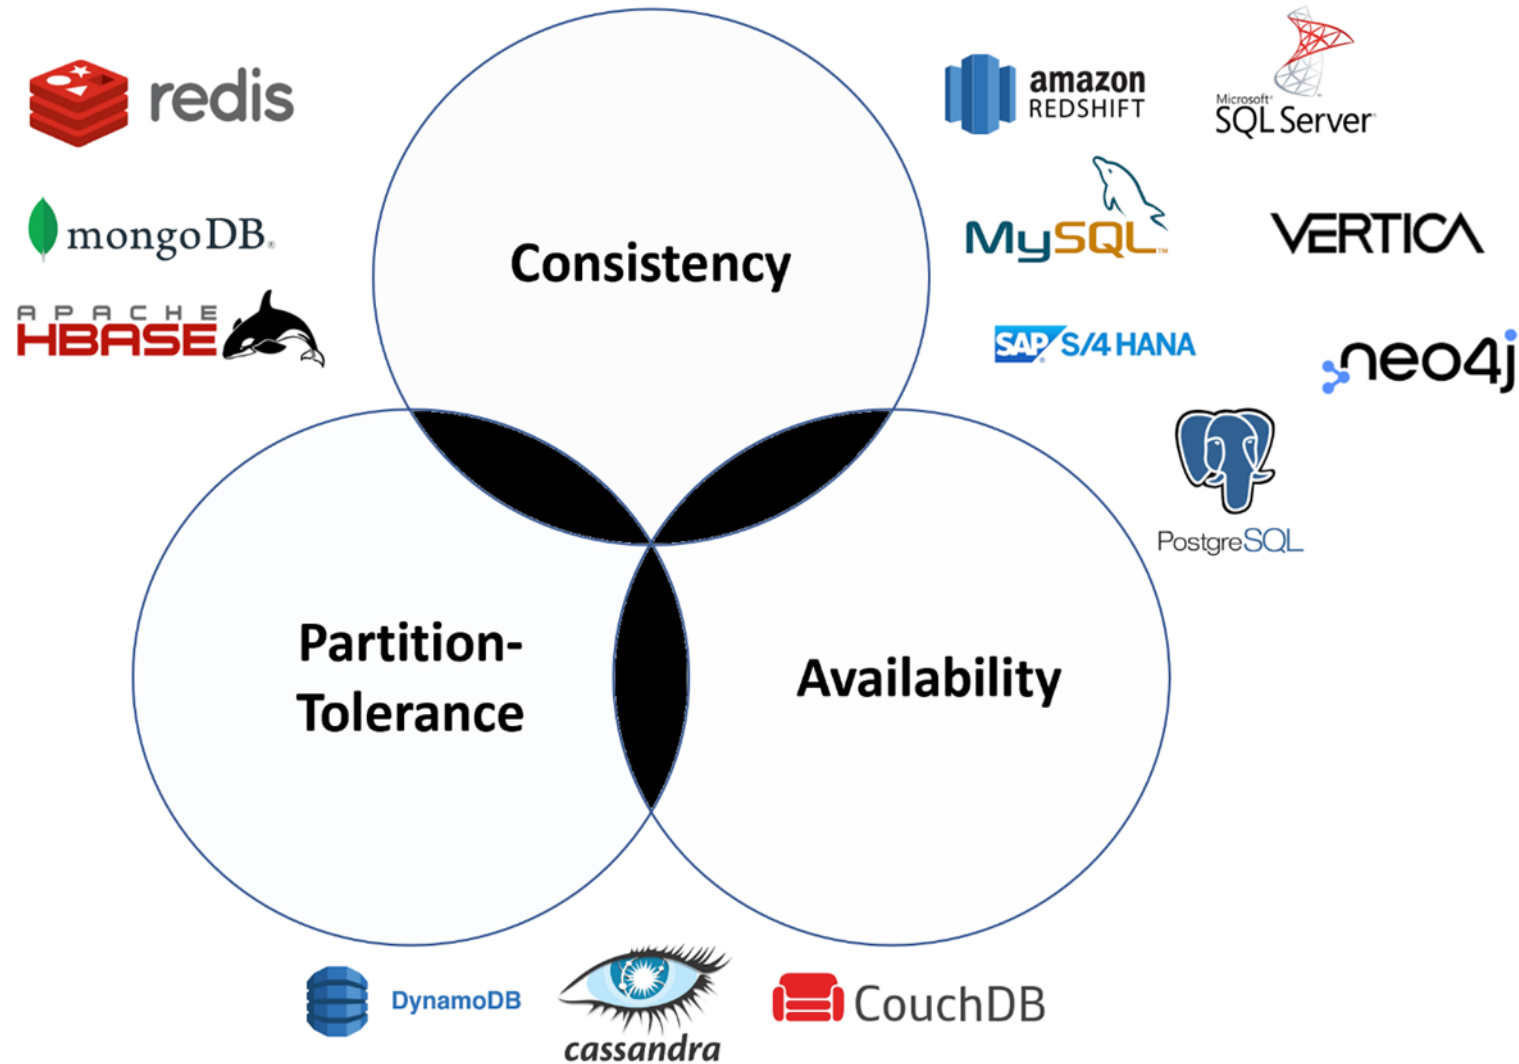 redis
mongoDB®
APACHE
HBASE
Consistency
amazon
REDSHIFT
Microsoft®
SQL Server®
MySQL™
VERTICA
SAP® S/4 HANA
neo4j
PostgreSQL
Partition-
Tolerance
Availability
DynamoDB
cassandra
CouchDB